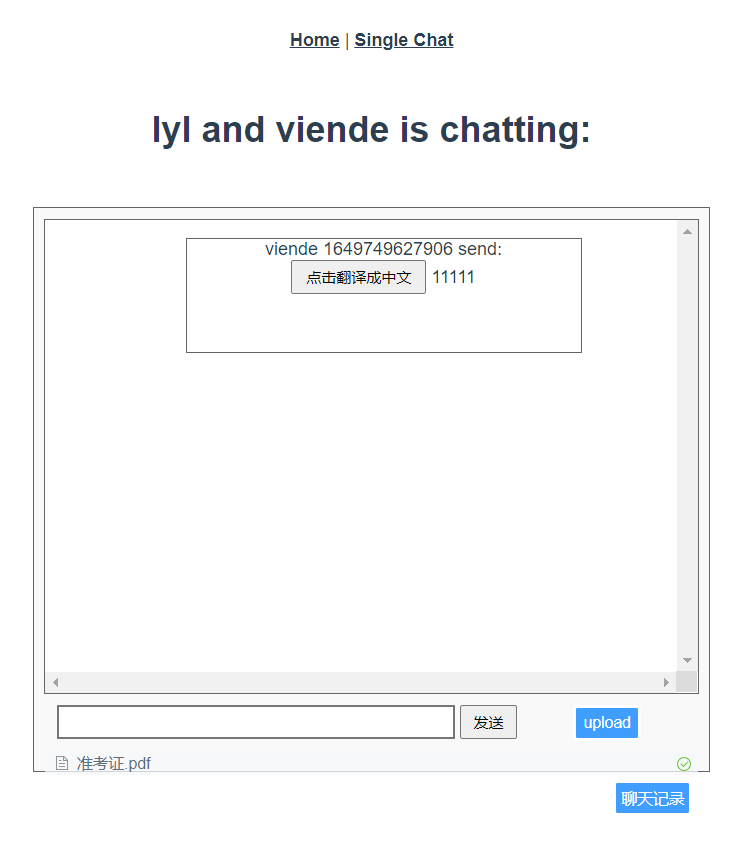 Home | Single Chat
lyl and viende is chatting:
viende 1649749627906 send:
点击翻译成中文 11111
发送 upload
准考证.pdf
聊天记录